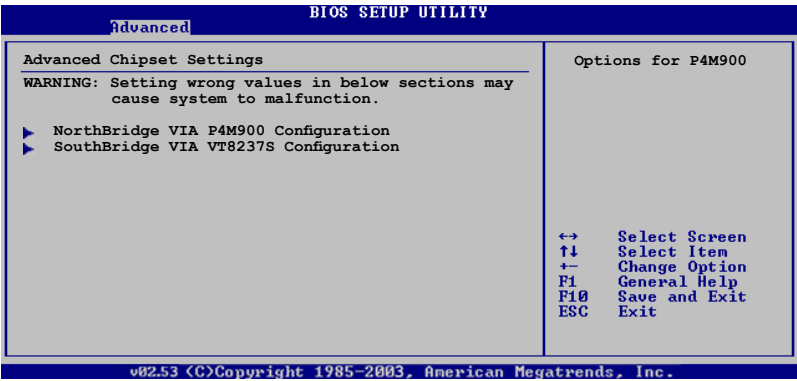 BIOS SETUP UTILITY
Advanced
Advanced Chipset Settings
WARNING: Setting wrong values in below sections may
cause system to malfunction.
NorthBridge VIA P4M900 Configuration
SouthBridge VIA VT8237S Configuration
Options for P4M900
←→ Select Screen
↑↓ Select Item
+- Change Option
F1 General Help
F10 Save and Exit
ESC Exit
v02.53 (C)Copyright 1985-2003, American Megatrends, Inc.